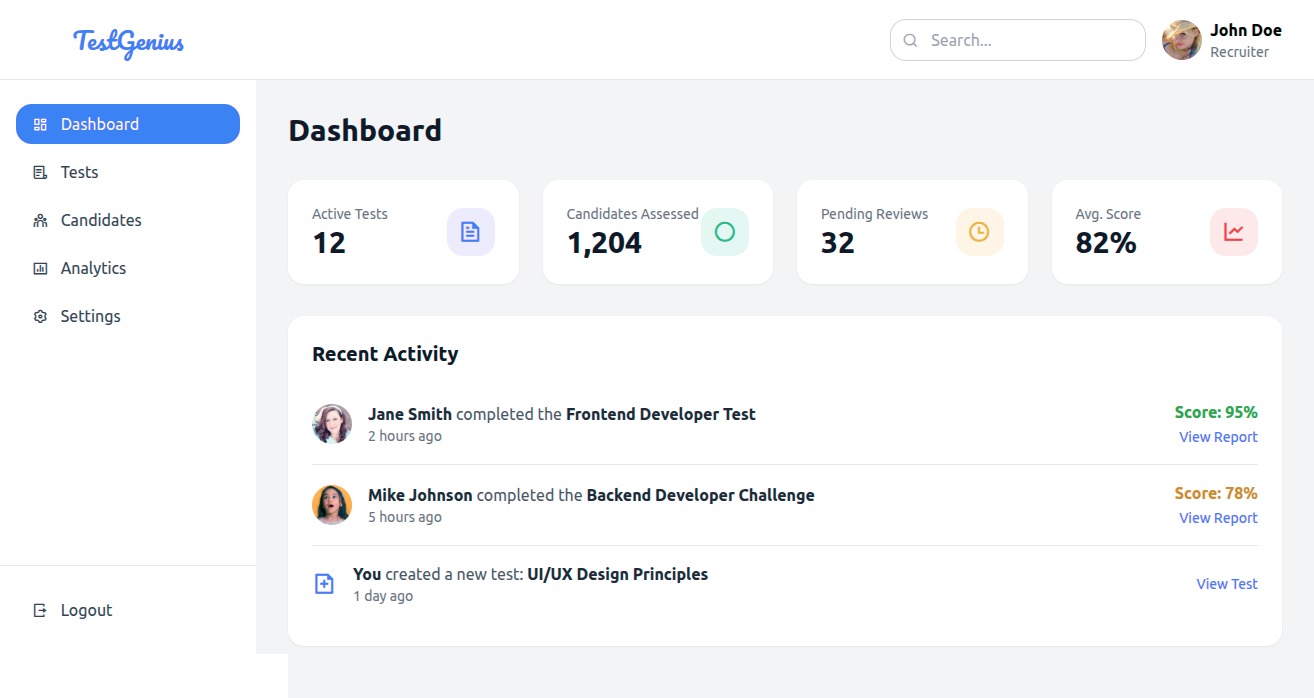 TestGenius
Search...
John Doe
Recruiter
Dashboard
Tests
Candidates
Analytics
Settings
Logout
Dashboard
Active Tests
12
Candidates Assessed
1,204
Pending Reviews
32
Avg. Score
82%
Recent Activity
Jane Smith completed the Frontend Developer Test
2 hours ago
Score: 95%
View Report
Mike Johnson completed the Backend Developer Challenge
5 hours ago
Score: 78%
View Report
You created a new test: UI/UX Design Principles
1 day ago
View Test